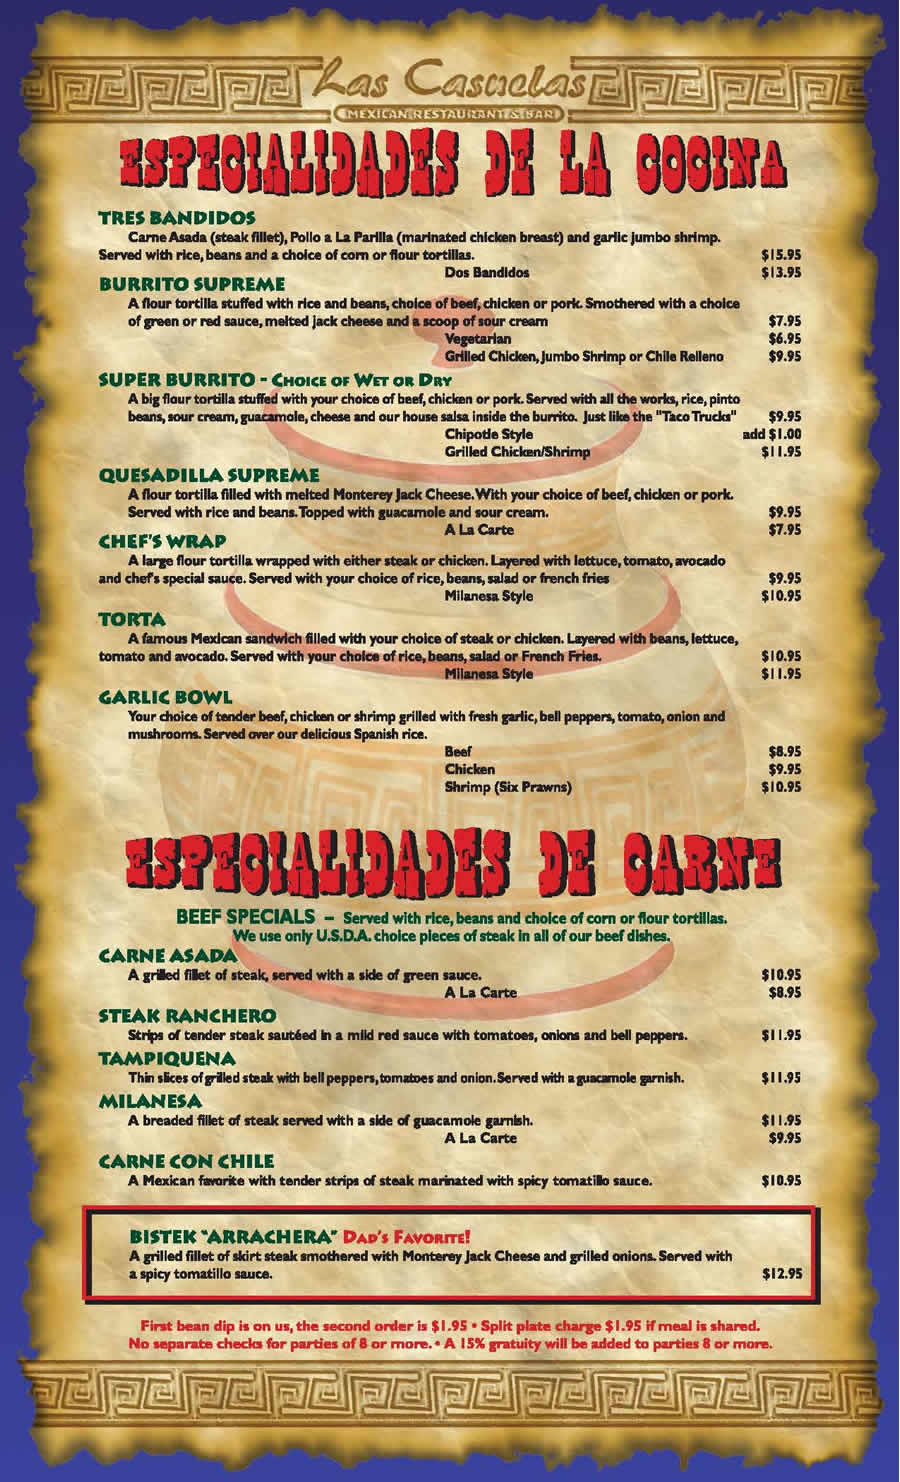 Las Casuelas
MEXICAN RESTAURANT & BAR
ESPECIALIDADES DE LA COCINA
TRES BANDIDOS
Carne Asada (steak fillet), Pollo a La Parilla (marinated chicken breast) and garlic jumbo shrimp.
Served with rice, beans and a choice of corn or flour tortillas. $15.95
Dos Bandidos $13.95
BURRITO SUPREME
A flour tortilla stuffed with rice and beans, choice of beef, chicken or pork. Smothered with a choice
of green or red sauce, melted jack cheese and a scoop of sour cream $7.95
Vegetarian $6.95
Grilled Chicken, Jumbo Shrimp or Chile Relleno $9.95
SUPER BURRITO - CHOICE OF WET OR DRY
A big flour tortilla stuffed with your choice of beef, chicken or pork. Served with all the works, rice, pinto
beans, sour cream, guacamole, cheese and our house salsa inside the burrito. Just like the "Taco Trucks" $9.95
Chipotle Style add $1.00
Grilled Chicken/Shrimp $11.95
QUESADILLA SUPREME
A flour tortilla filled with melted Monterey Jack Cheese. With your choice of beef, chicken or pork.
Served with rice and beans. Topped with guacamole and sour cream. $9.95
A La Carte $7.95
CHEF'S WRAP
A large flour tortilla wrapped with either steak or chicken. Layered with lettuce, tomato, avocado
and chef's special sauce. Served with your choice of rice, beans, salad or french fries $9.95
Milanesa Style $10.95
TORTA
A famous Mexican sandwich filled with your choice of steak or chicken. Layered with beans, lettuce,
tomato and avocado. Served with your choice of rice, beans, salad or French Fries. $10.95
Milanesa Style $11.95
GARLIC BOWL
Your choice of tender beef, chicken or shrimp grilled with fresh garlic, bell peppers, tomato, onion and
mushrooms. Served over our delicious Spanish rice.
Beef $8.95
Chicken $9.95
Shrimp (Six Prawns) $10.95
ESPECIALIDADES DE CARNE
BEEF SPECIALS – Served with rice, beans and choice of corn or flour tortillas.
We use only U.S.D.A. choice pieces of steak in all of our beef dishes.
CARNE ASADA
A grilled fillet of steak, served with a side of green sauce. $10.95
A La Carte $8.95
STEAK RANCHERO
Strips of tender steak sautéed in a mild red sauce with tomatoes, onions and bell peppers. $11.95
TAMPIQUENA
Thin slices of grilled steak with bell peppers, tomatoes and onion. Served with a guacamole garnish. $11.95
MILANESA
A breaded fillet of steak served with a side of guacamole garnish. $11.95
A La Carte $9.95
CARNE CON CHILE
A Mexican favorite with tender strips of steak marinated with spicy tomatillo sauce. $10.95
BISTEK "ARRACHERA" DAD'S FAVORITE!
A grilled fillet of skirt steak smothered with Monterey Jack Cheese and grilled onions. Served with
a spicy tomatillo sauce. $12.95
First bean dip is on us, the second order is $1.95 • Split plate charge $1.95 if meal is shared.
No separate checks for parties of 8 or more. • A 15% gratuity will be added to parties 8 or more.